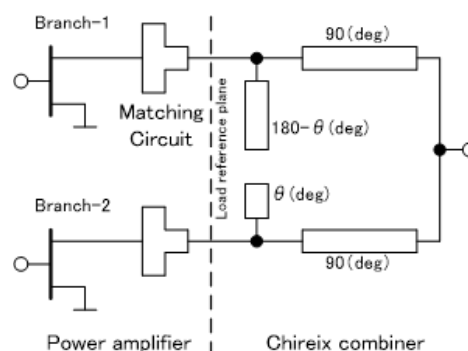 Branch-1
90(deg)
Matching
Circuit
Load reference plane
180-θ(deg)
θ(deg)
Branch-2
90(deg)
Power amplifier
Chireix combiner